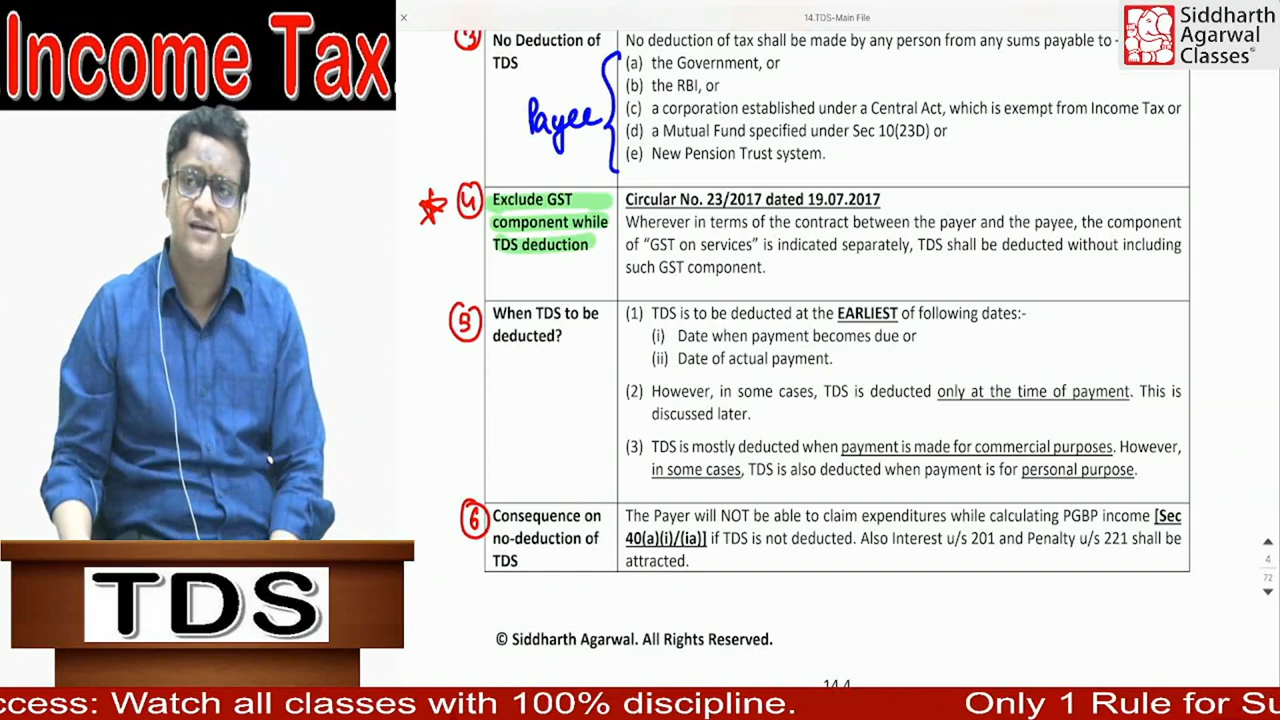 Income Tax.
14.TDS-Main File
Siddharth
Agarwal
Classes
No Deduction of
TDS
Payee
No deduction of tax shall be made by any person from any sums payable to -
(a) the Government, or
(b) the RBI, or
(c) a corporation established under a Central Act, which is exempt from Income Tax or
(d) a Mutual Fund specified under Sec 10(23D) or
(e) New Pension Trust system.
4
Exclude GST
component while
TDS deduction
Circular No. 23/2017 dated 19.07.2017
Wherever in terms of the contract between the payer and the payee, the component
of “GST on services” is indicated separately, TDS shall be deducted without including
such GST component.
5
When TDS to be
deducted?
(1) TDS is to be deducted at the EARLIEST of following dates:-
(i) Date when payment becomes due or
(ii) Date of actual payment.
(2) However, in some cases, TDS is deducted only at the time of payment. This is
discussed later.
(3) TDS is mostly deducted when payment is made for commercial purposes. However,
in some cases, TDS is also deducted when payment is for personal purpose.
6
Consequence on
no-deduction of
TDS
The Payer will NOT be able to claim expenditures while calculating PGBP income [Sec
40(a)(i)/(ia)] if TDS is not deducted. Also Interest u/s 201 and Penalty u/s 221 shall be
attracted.
4
72
© Siddharth Agarwal. All Rights Reserved.
14.4
TDS
ccess: Watch all classes with 100% discipline. Only 1 Rule for Su